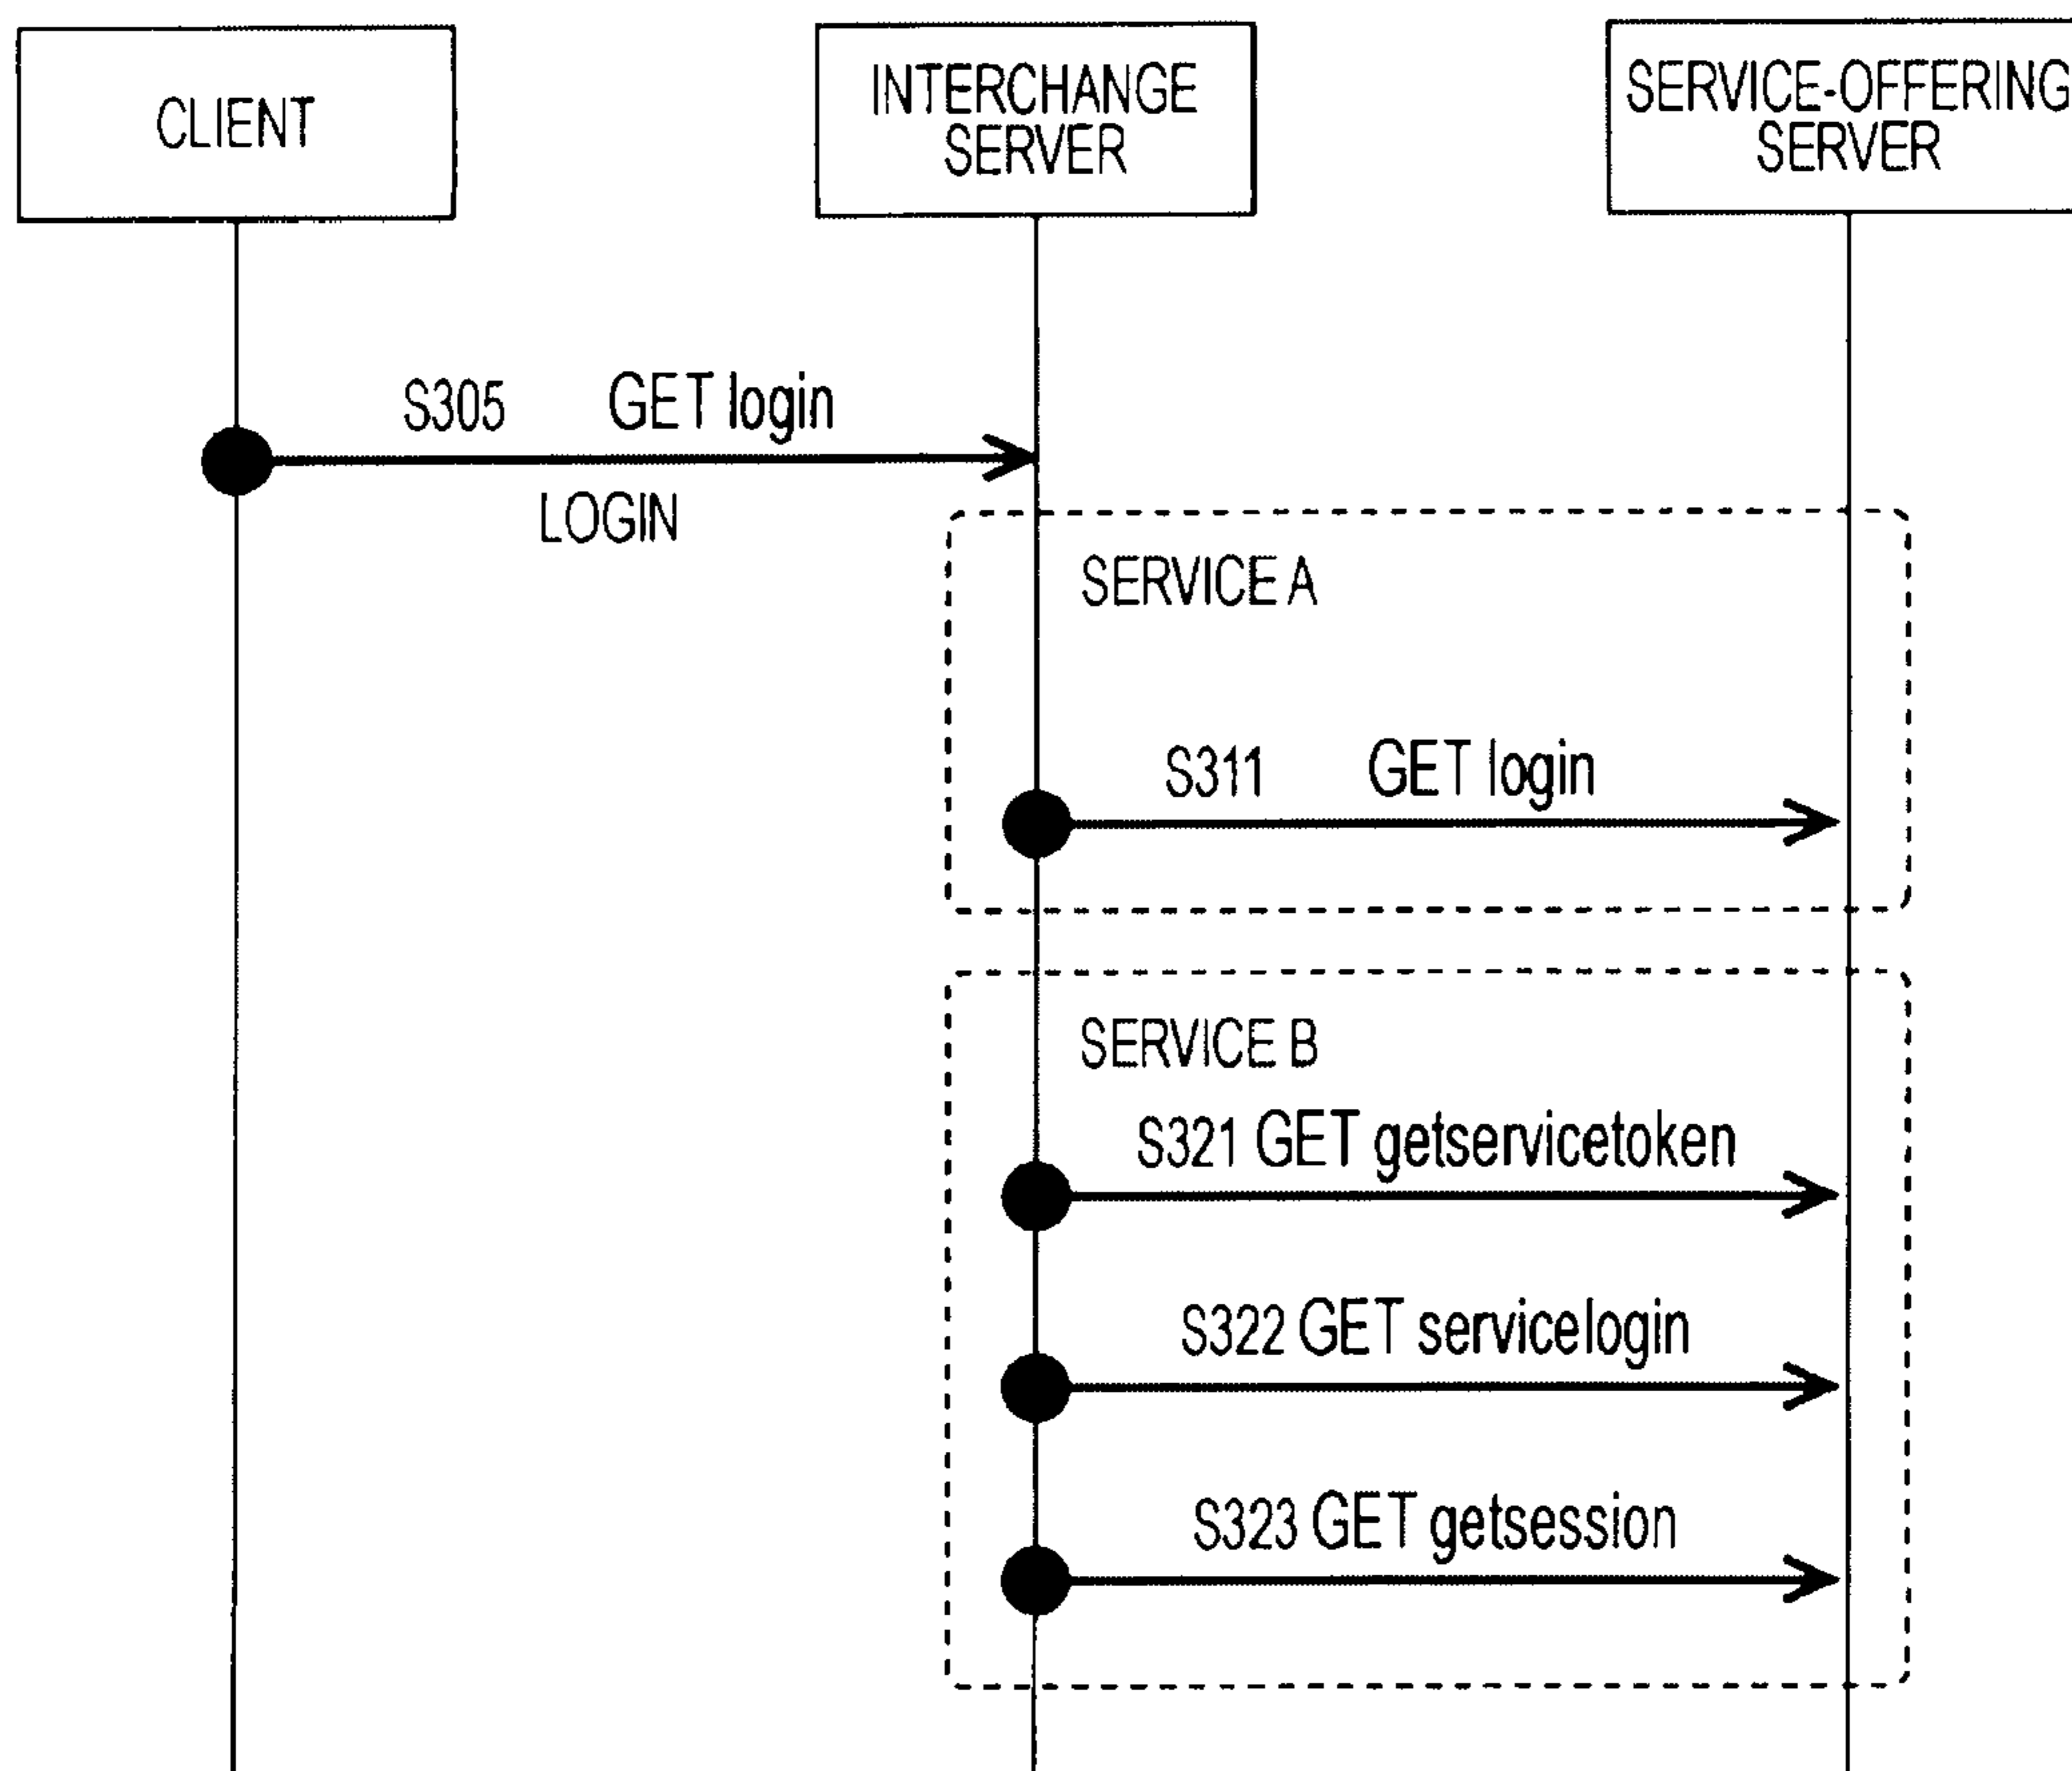 CLIENT
INTERCHANGE
SERVER
SERVICE-OFFERING
SERVER
S305 GET login
LOGIN
SERVICE A
S311 GET login
SERVICE B
S321 GET getservicetoken
S322 GET servicelogin
S323 GET getsession